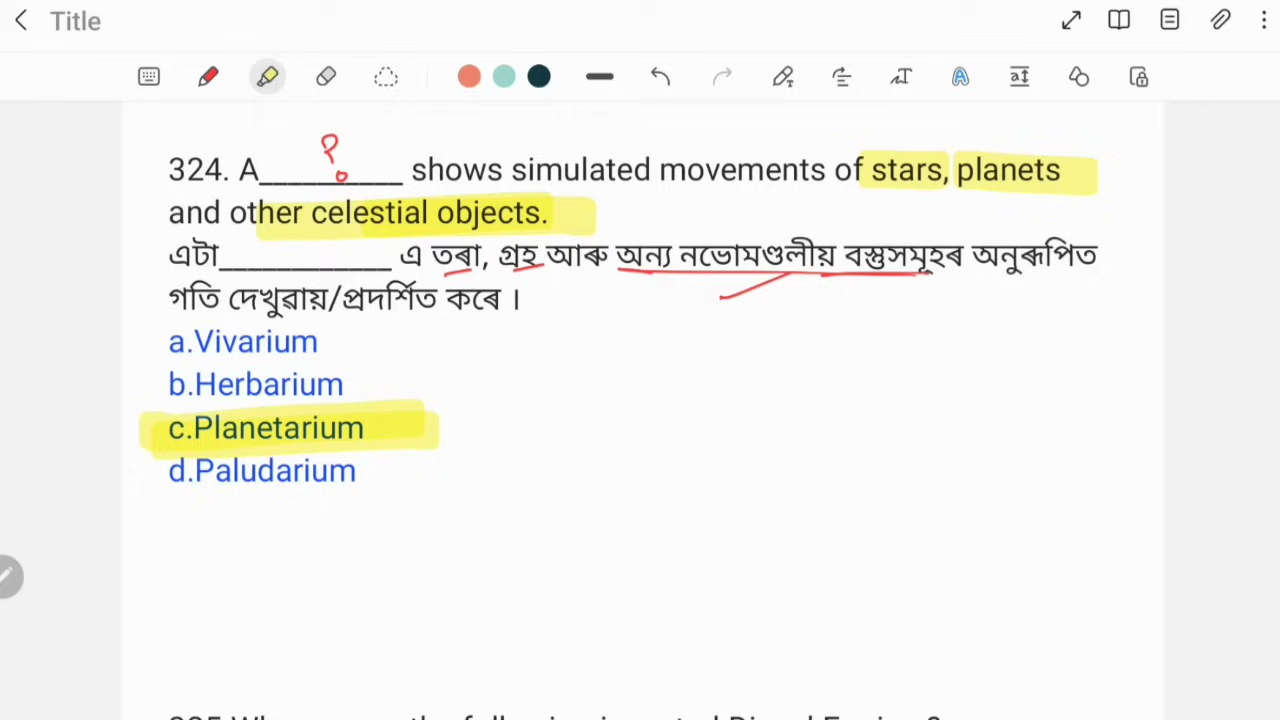 Title
324. A__________ shows simulated movements of stars, planets
and other celestial objects.
এটা____________ এ তৰা, গ্ৰহ আৰু অন্য নভোমণ্ডলীয় বস্তুসমূহৰ অনুৰূপিত
গতি দেখুৱায়/প্ৰদৰ্শিত কৰে ।
a.Vivarium
b.Herbarium
c.Planetarium
d.Paludarium